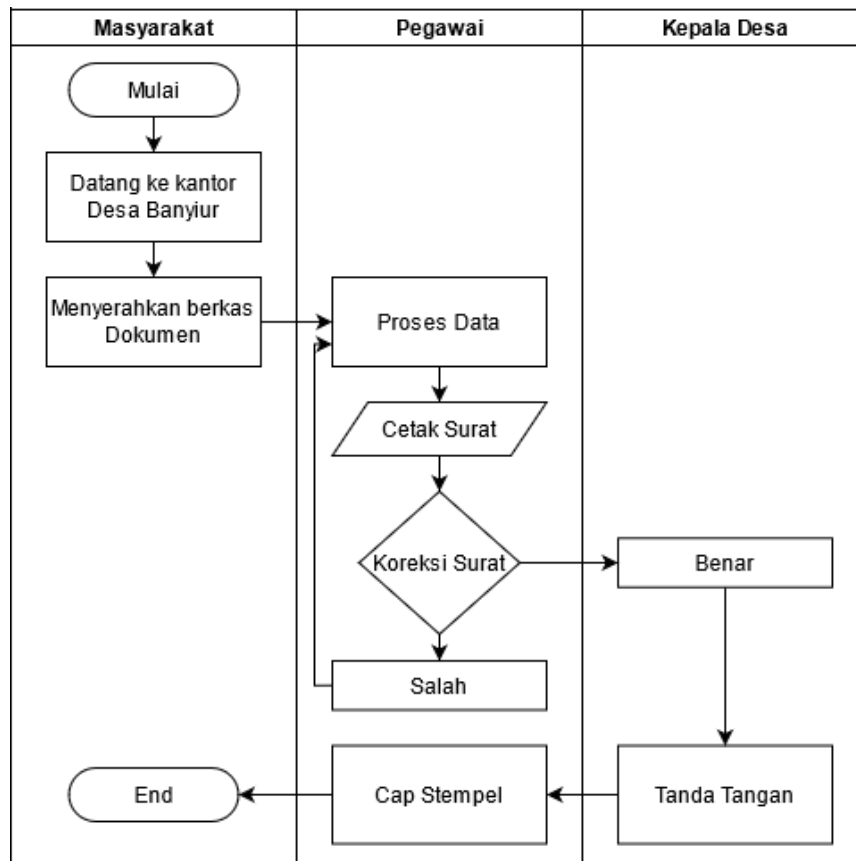 Masyarakat
Pegawai
Kepala Desa
Mulai
Datang ke kantor
Desa Banyiur
Menyerahkan berkas
Dokumen
Proses Data
Cetak Surat
Koreksi Surat
Benar
Salah
End
Cap Stempel
Tanda Tangan